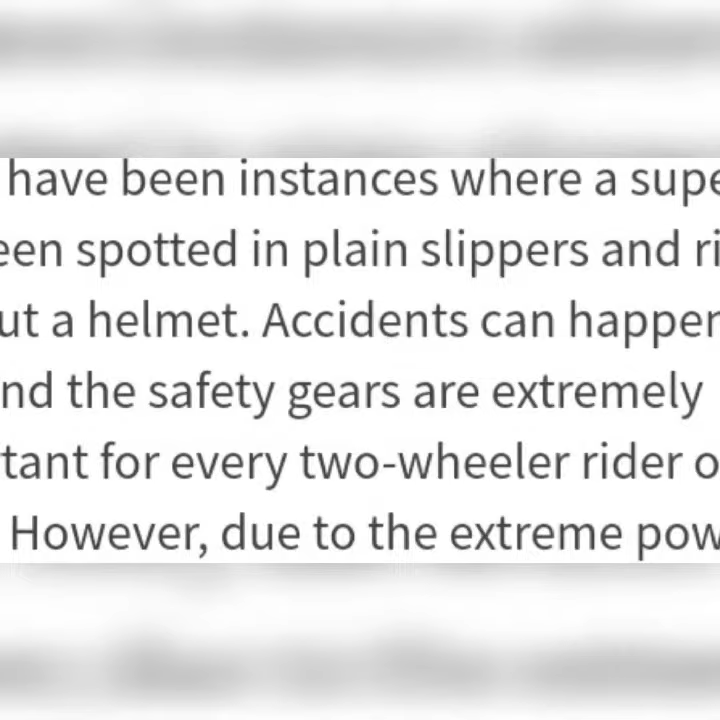 have been instances where a supe
een spotted in plain slippers and ri
ut a helmet. Accidents can happen
nd the safety gears are extremely
tant for every two-wheeler rider o
However, due to the extreme pow